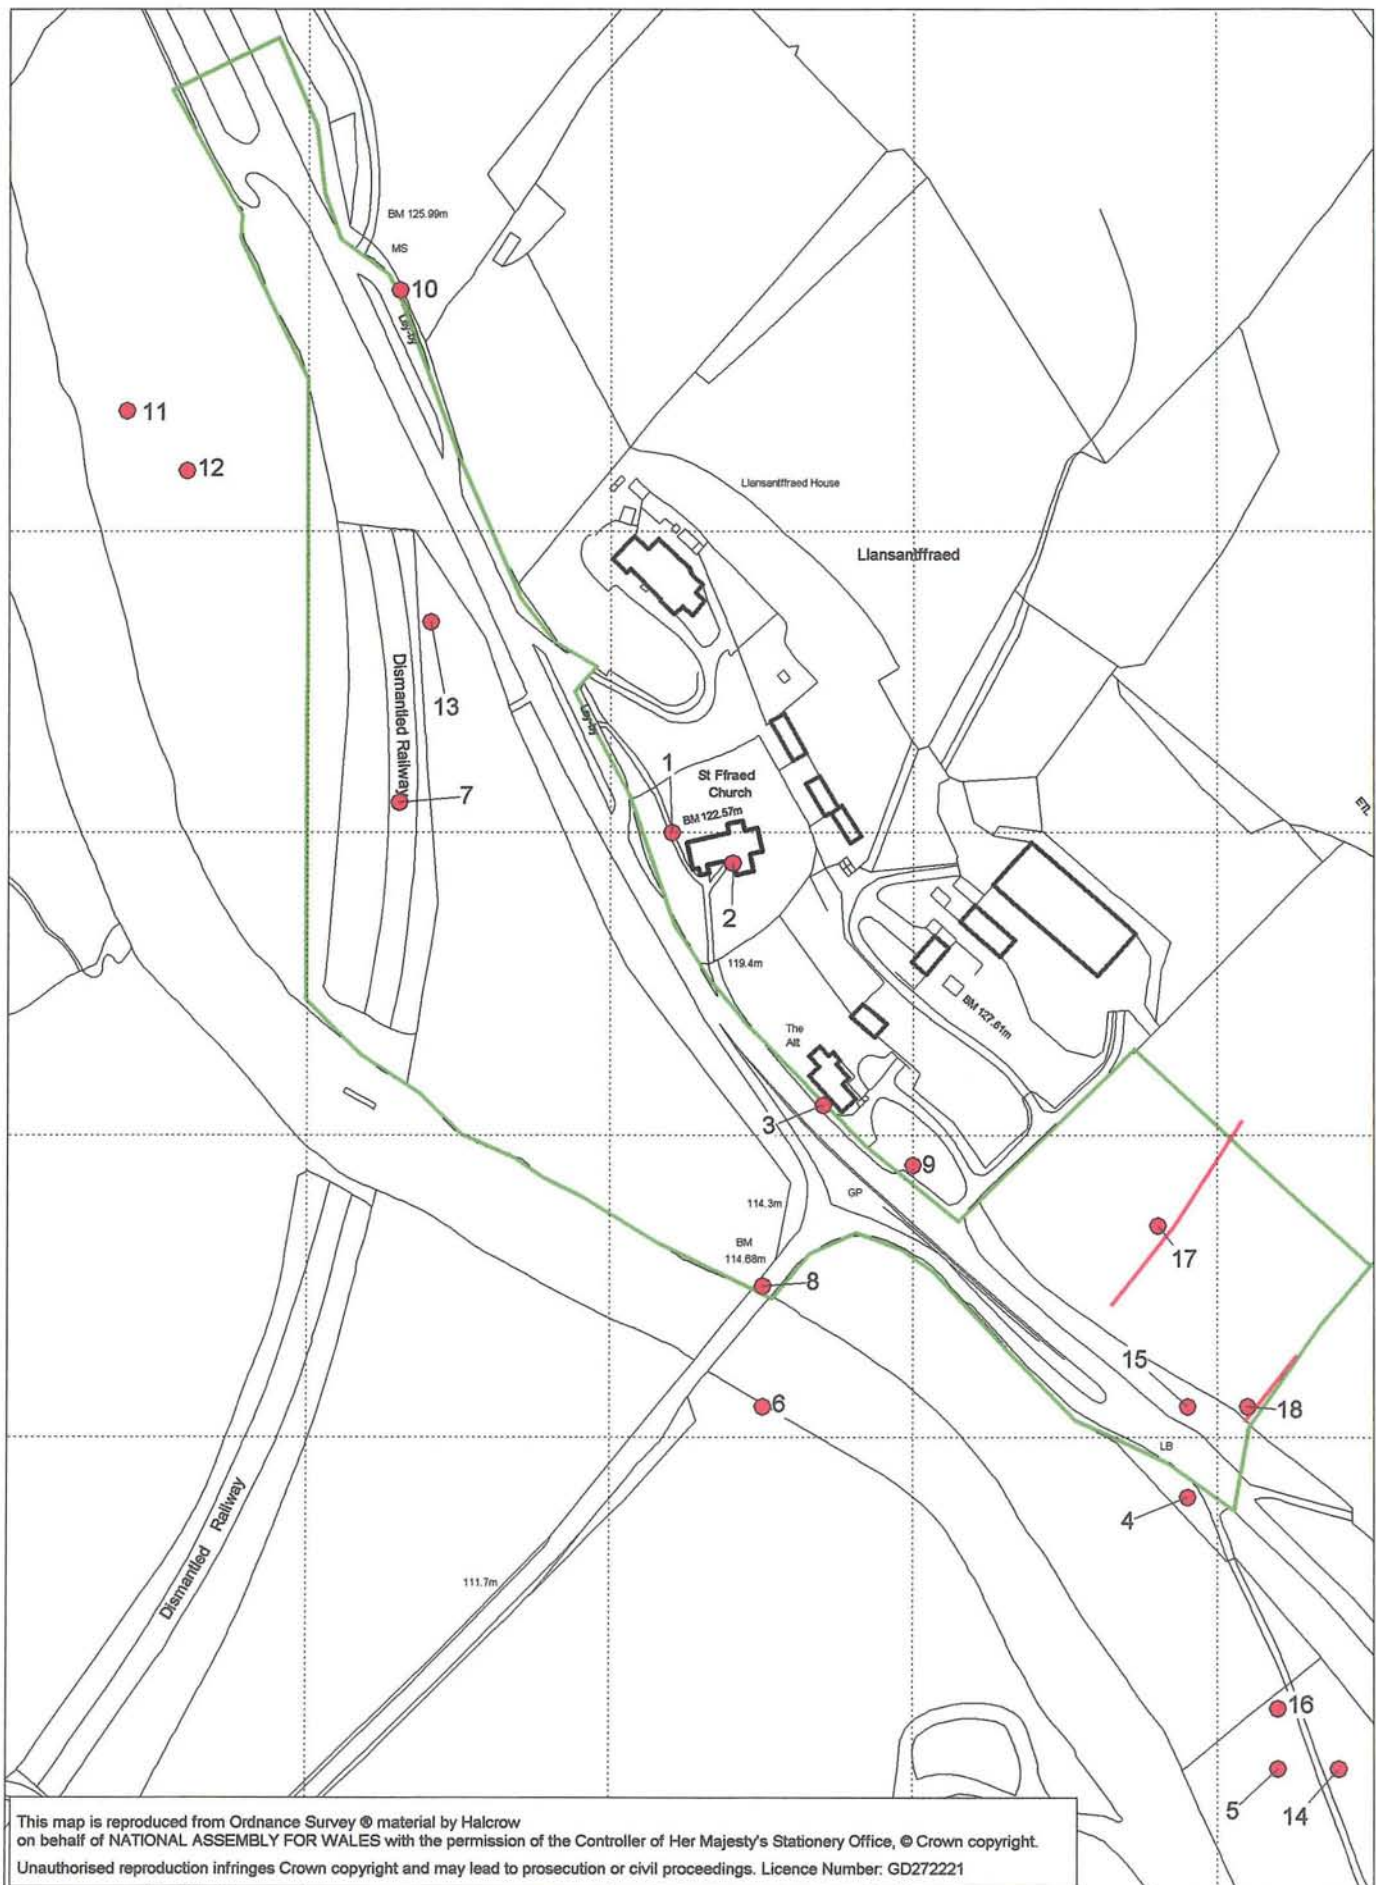 BM 125.99m
MS
10
Lay-by
11
12
Llansantffraed House
Llansantffraed
13
Dismantled Railway
7
Lay-by
1
St Ffraed
Church
BM 122.57m
2
ETL
119.4m
BM 127.61m
The
Allt
3
9
GP
114.3m
BM
114.68m
8
17
15
6
18
LB
4
Dismantled Railway
111.7m
16
5
14
This map is reproduced from Ordnance Survey ® material by Halcrow
on behalf of NATIONAL ASSEMBLY FOR WALES with the permission of the Controller of Her Majesty's Stationery Office, © Crown copyright.
Unauthorised reproduction infringes Crown copyright and may lead to prosecution or civil proceedings. Licence Number: GD272221